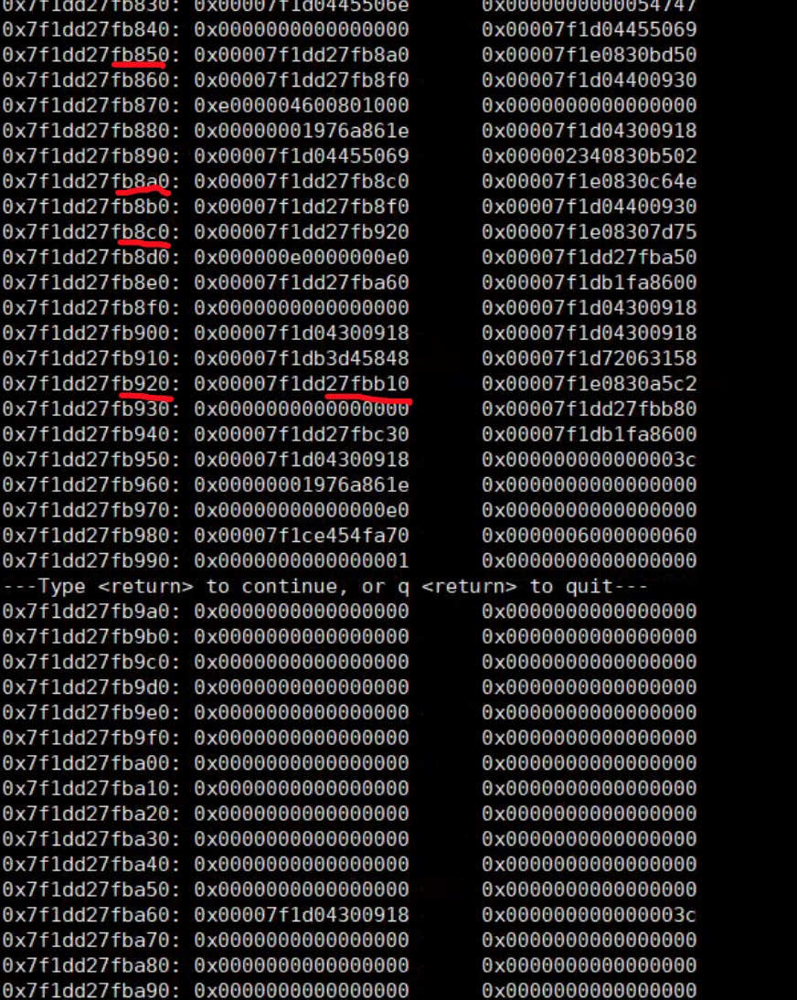 0x7f1dd27fb830: 0x00007f1d0445506e 0x0000000000054747
0x7f1dd27fb840: 0x0000000000000000 0x00007f1d04455069
0x7f1dd27fb850: 0x00007f1dd27fb8a0 0x00007f1e0830bd50
0x7f1dd27fb860: 0x00007f1dd27fb8f0 0x00007f1d04400930
0x7f1dd27fb870: 0xe000004600801000 0x0000000000000000
0x7f1dd27fb880: 0x00000001976a861e 0x00007f1d04300918
0x7f1dd27fb890: 0x00007f1d04455069 0x000002340830b502
0x7f1dd27fb8a0: 0x00007f1dd27fb8c0 0x00007f1e0830c64e
0x7f1dd27fb8b0: 0x00007f1dd27fb8f0 0x00007f1d04400930
0x7f1dd27fb8c0: 0x00007f1dd27fb920 0x00007f1e08307d75
0x7f1dd27fb8d0: 0x000000e0000000e0 0x00007f1dd27fba50
0x7f1dd27fb8e0: 0x00007f1dd27fba60 0x00007f1db1fa8600
0x7f1dd27fb8f0: 0x0000000000000000 0x00007f1d04300918
0x7f1dd27fb900: 0x00007f1d04300918 0x00007f1d04300918
0x7f1dd27fb910: 0x00007f1db3d45848 0x00007f1d72063158
0x7f1dd27fb920: 0x00007f1dd27fbb10 0x00007f1e0830a5c2
0x7f1dd27fb930: 0x0000000000000000 0x00007f1dd27fbb80
0x7f1dd27fb940: 0x00007f1dd27fbc30 0x00007f1db1fa8600
0x7f1dd27fb950: 0x00007f1d04300918 0x000000000000003c
0x7f1dd27fb960: 0x00000001976a861e 0x0000000000000000
0x7f1dd27fb970: 0x00000000000000e0 0x0000000000000000
0x7f1dd27fb980: 0x00007f1ce454fa70 0x0000006000000060
0x7f1dd27fb990: 0x0000000000000001 0x0000000000000000
---Type <return> to continue, or q <return> to quit---
0x7f1dd27fb9a0: 0x0000000000000000 0x0000000000000000
0x7f1dd27fb9b0: 0x0000000000000000 0x0000000000000000
0x7f1dd27fb9c0: 0x0000000000000000 0x0000000000000000
0x7f1dd27fb9d0: 0x0000000000000000 0x0000000000000000
0x7f1dd27fb9e0: 0x0000000000000000 0x0000000000000000
0x7f1dd27fb9f0: 0x0000000000000000 0x0000000000000000
0x7f1dd27fba00: 0x0000000000000000 0x0000000000000000
0x7f1dd27fba10: 0x0000000000000000 0x0000000000000000
0x7f1dd27fba20: 0x0000000000000000 0x0000000000000000
0x7f1dd27fba30: 0x0000000000000000 0x0000000000000000
0x7f1dd27fba40: 0x0000000000000000 0x0000000000000000
0x7f1dd27fba50: 0x0000000000000000 0x0000000000000000
0x7f1dd27fba60: 0x00007f1d04300918 0x000000000000003c
0x7f1dd27fba70: 0x0000000000000000 0x0000000000000000
0x7f1dd27fba80: 0x0000000000000000 0x0000000000000000
0x7f1dd27fba90: 0x0000000000000000 0x0000000000000000